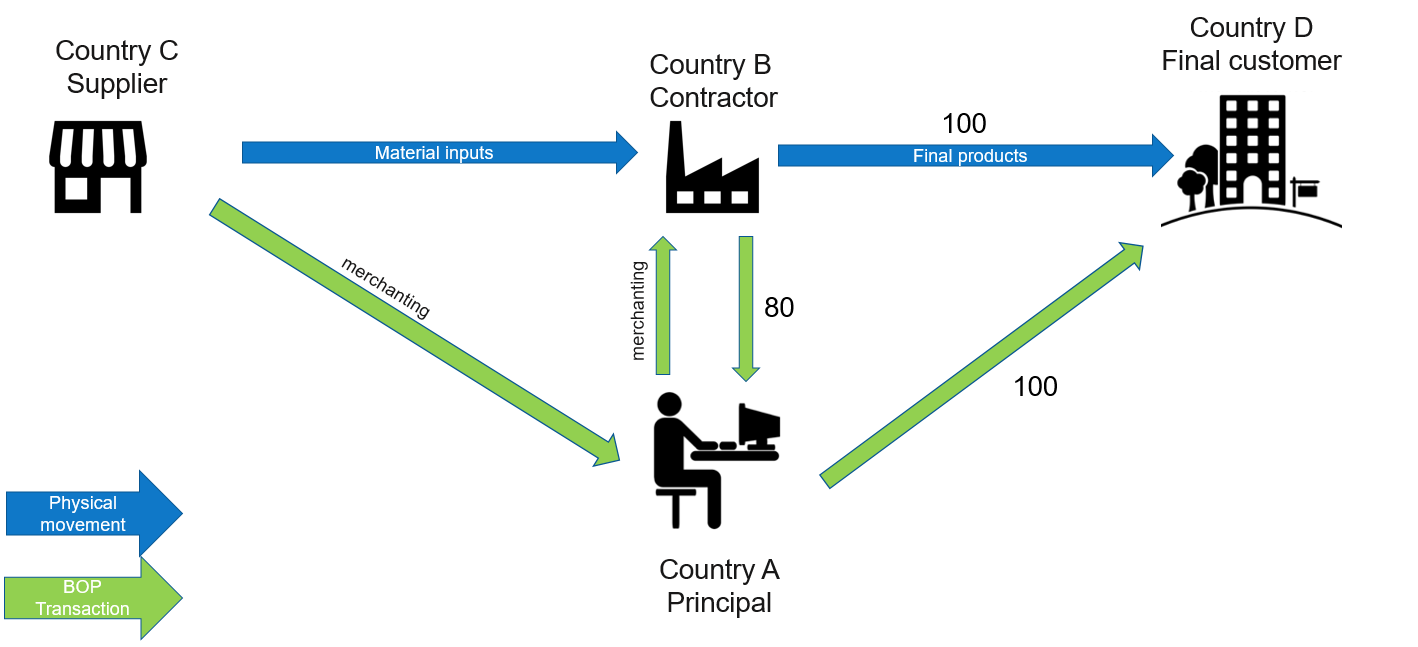 Country C
Supplier
Country B
Contractor
Country D
Final customer
Material inputs
100
Final products
merchanting
merchanting
80
100
Physical
movement
BOP
Transaction
Country A
Principal